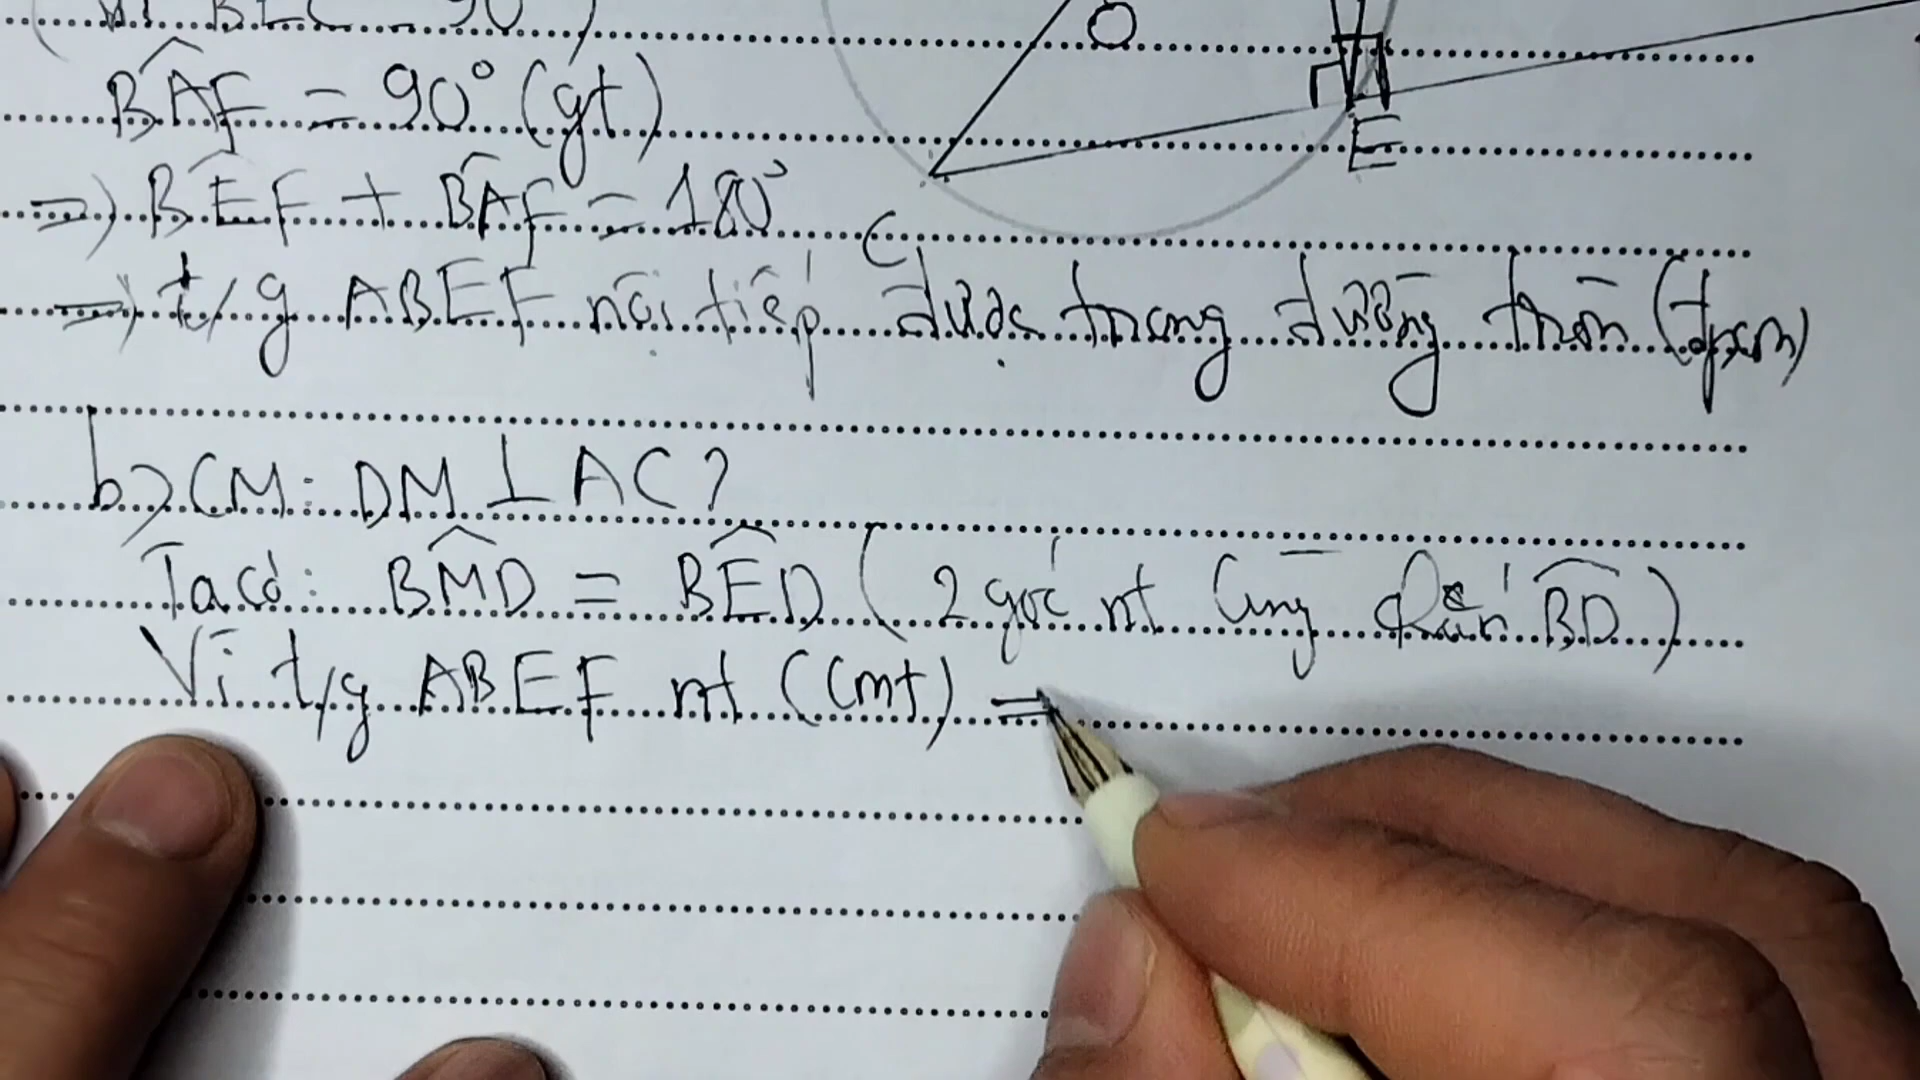 BAF = 90° (gt)
=> BEF + BAF = 180°
=> t/g ABEF nội tiếp được trong đường tròn (đpcm)
b) CM: DM ⊥ AC?
Ta có: BMD = BED (2 góc nt cùng chắn BD)
Vì t/g ABEF nt (cmt) =
O
E
C